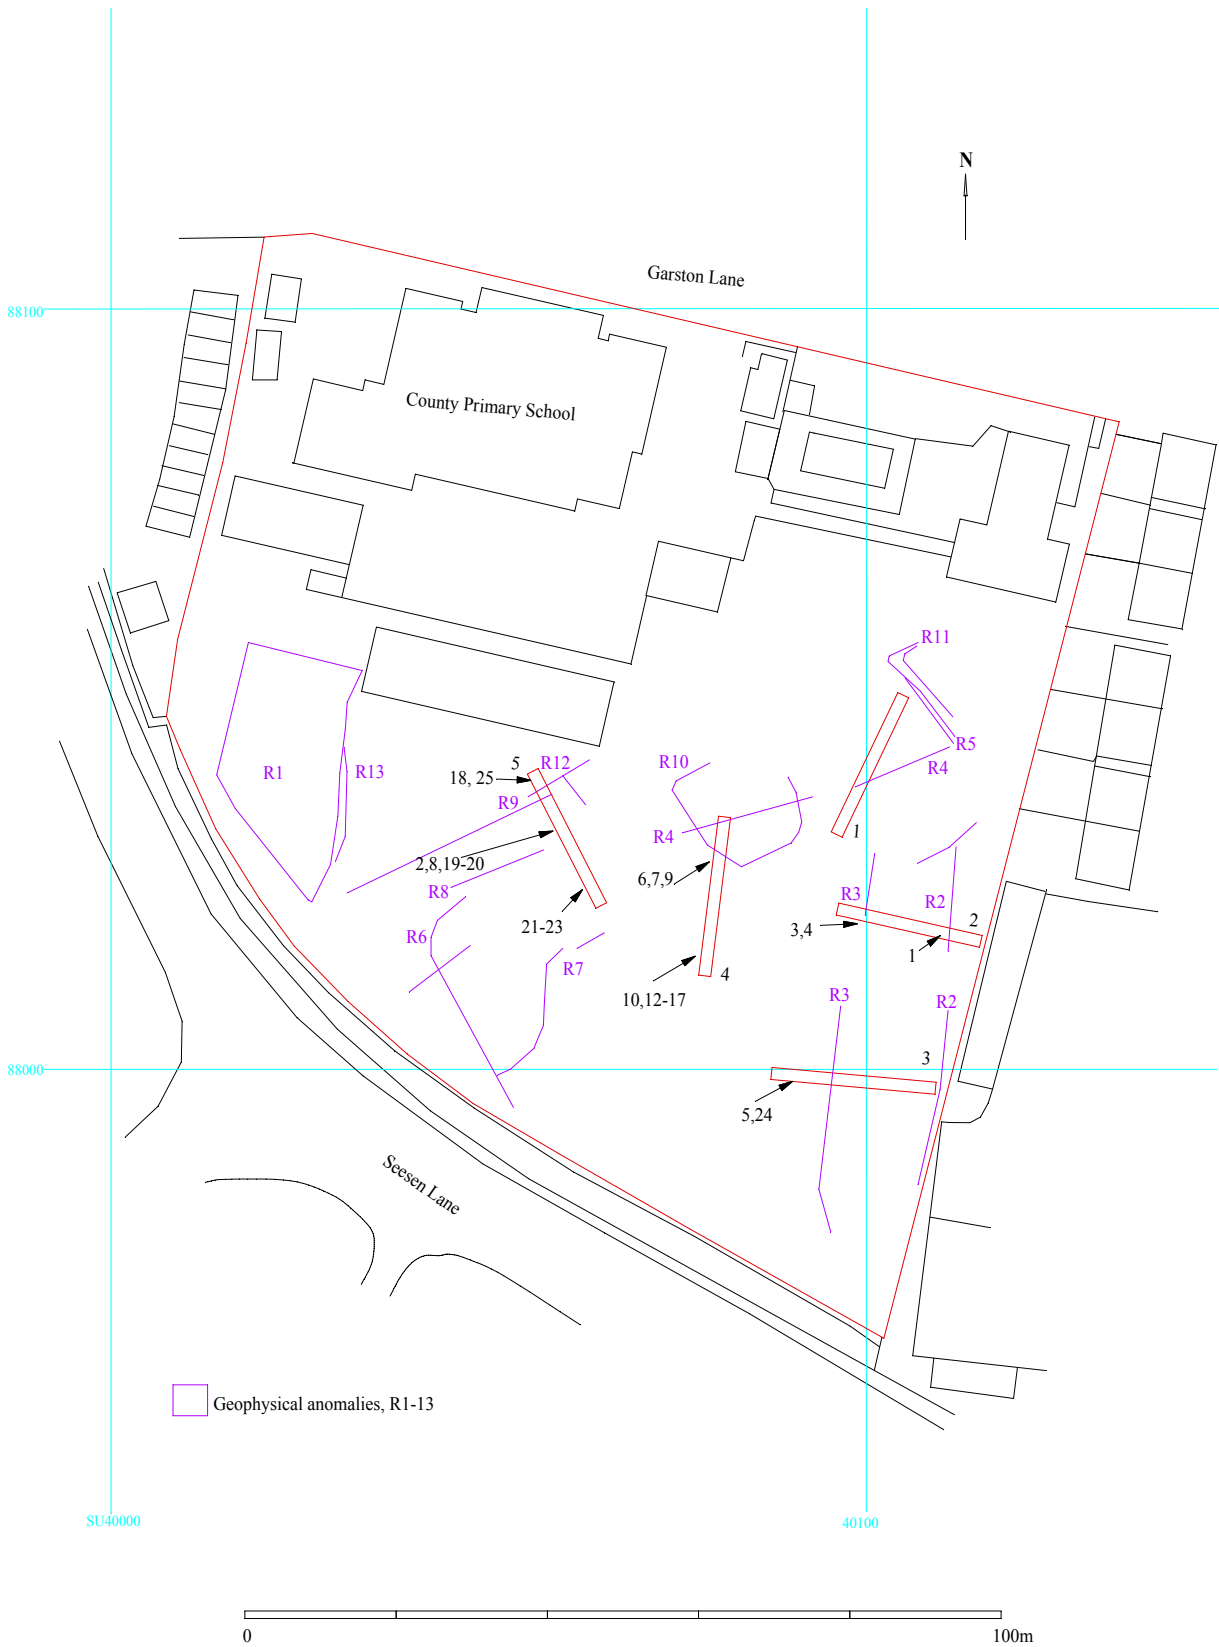 N
Garston Lane
88100
County Primary School
R11
R5
R4
R1
R13
5
R12
18, 25
R9
R10
R4
1
2,8,19-20
6,7,9
R8
R3
R2
2
3,4
1
21-23
R6
R7
10,12-17
4
R3
R2
88000
3
5,24
Seesen Lane
Geophysical anomalies, R1-13
SU40000
40100
0
100m